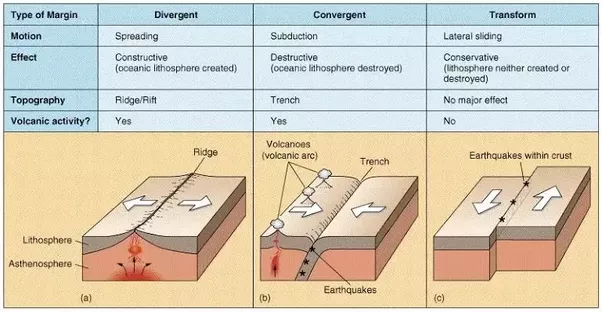 Type of Margin Divergent Convergent Transform
Motion Spreading Subduction Lateral sliding
Effect Constructive Destructive Conservative
(oceanic lithosphere created) (oceanic lithosphere destroyed) (lithosphere neither created or
destroyed)
Topography Ridge/Rift Trench No major effect
Volcanic activity? Yes Yes No
Ridge
Lithosphere
Asthenosphere
(a)
Volcanoes
(volcanic arc)
Trench
Earthquakes
(b)
Earthquakes within crust
(c)